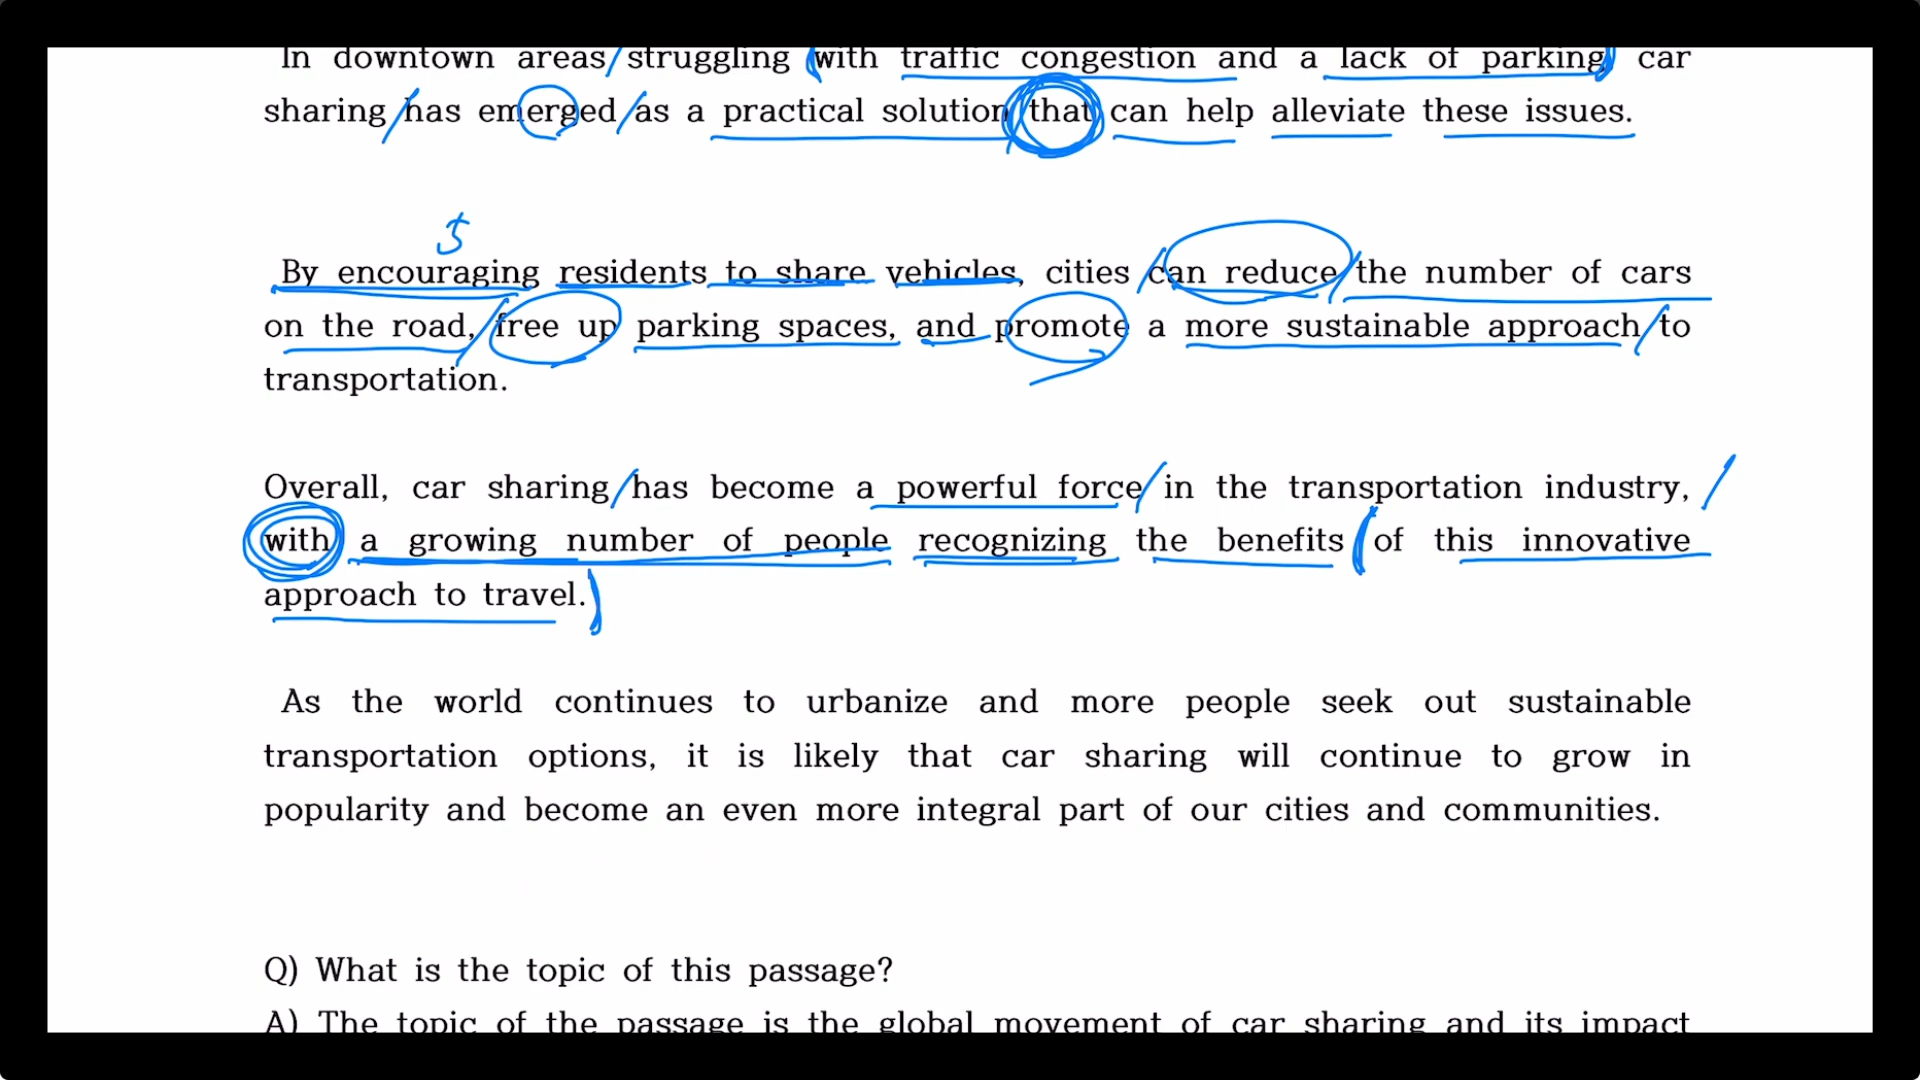 In downtown areas struggling with traffic congestion and a lack of parking, car
sharing has emerged as a practical solution that can help alleviate these issues.
5
By encouraging residents to share vehicles, cities can reduce the number of cars
on the road, free up parking spaces, and promote a more sustainable approach to
transportation.
Overall, car sharing has become a powerful force in the transportation industry,
with a growing number of people recognizing the benefits of this innovative
approach to travel.
As the world continues to urbanize and more people seek out sustainable
transportation options, it is likely that car sharing will continue to grow in
popularity and become an even more integral part of our cities and communities.
Q) What is the topic of this passage?
A) The topic of the passage is the global movement of car sharing and its impact